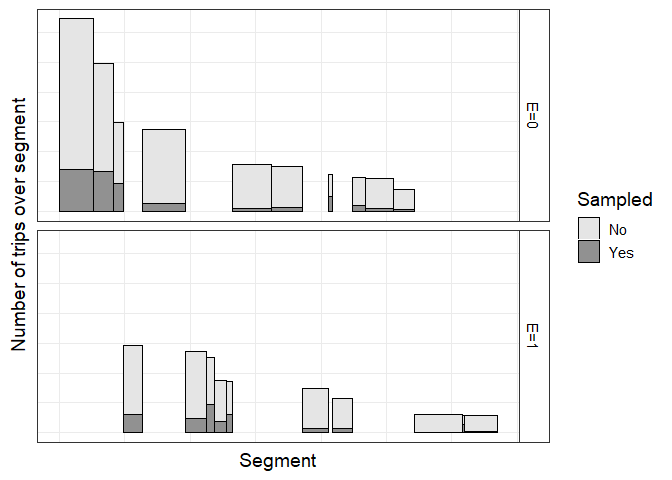 Number of trips over segment
E=0
E=1
Segment
Sampled
No
Yes